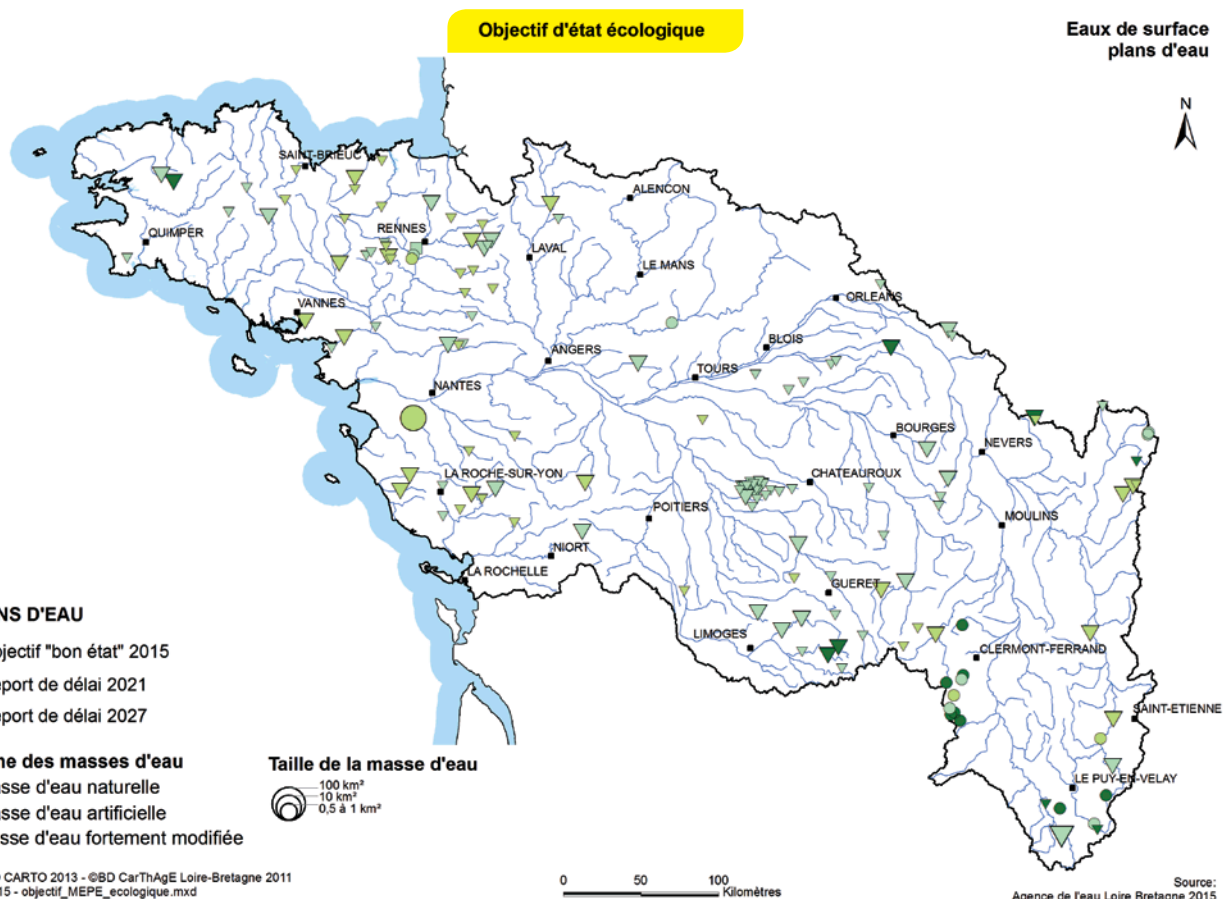 Objectif d'état écologique
Eaux de surface
plans d'eau
N
ALENCON
SAINT-BRIEUC
QUIMPER
RENNES
LAVAL
LE MANS
VANNES
ORLEANS
BLOIS
ANGERS
TOURS
NANTES
BOURGES
NEVERS
LA ROCHE-SUR-YON
CHATEAUROUX
POITIERS
MOULINS
NIORT
LA ROCHELLE
GUERET
LIMOGES
CLERMONT-FERRAND
SAINT-ETIENNE
LE PUY-EN-VELAY
NS D'EAU
jectif "bon état" 2015
port de délai 2021
port de délai 2027
ne des masses d'eau
sse d'eau naturelle
sse d'eau artificielle
sse d'eau fortement modifiée
Taille de la masse d'eau
100 km²
10 km²
0,5 à 1 km²
CARTO 2013 - ©BD CarThAgE Loire-Bretagne 2011
15 - objectif_MEPE_ecologique.mxd
0 50 100
Kilomètres
Source:
Agence de l'eau Loire Bretagne 2015